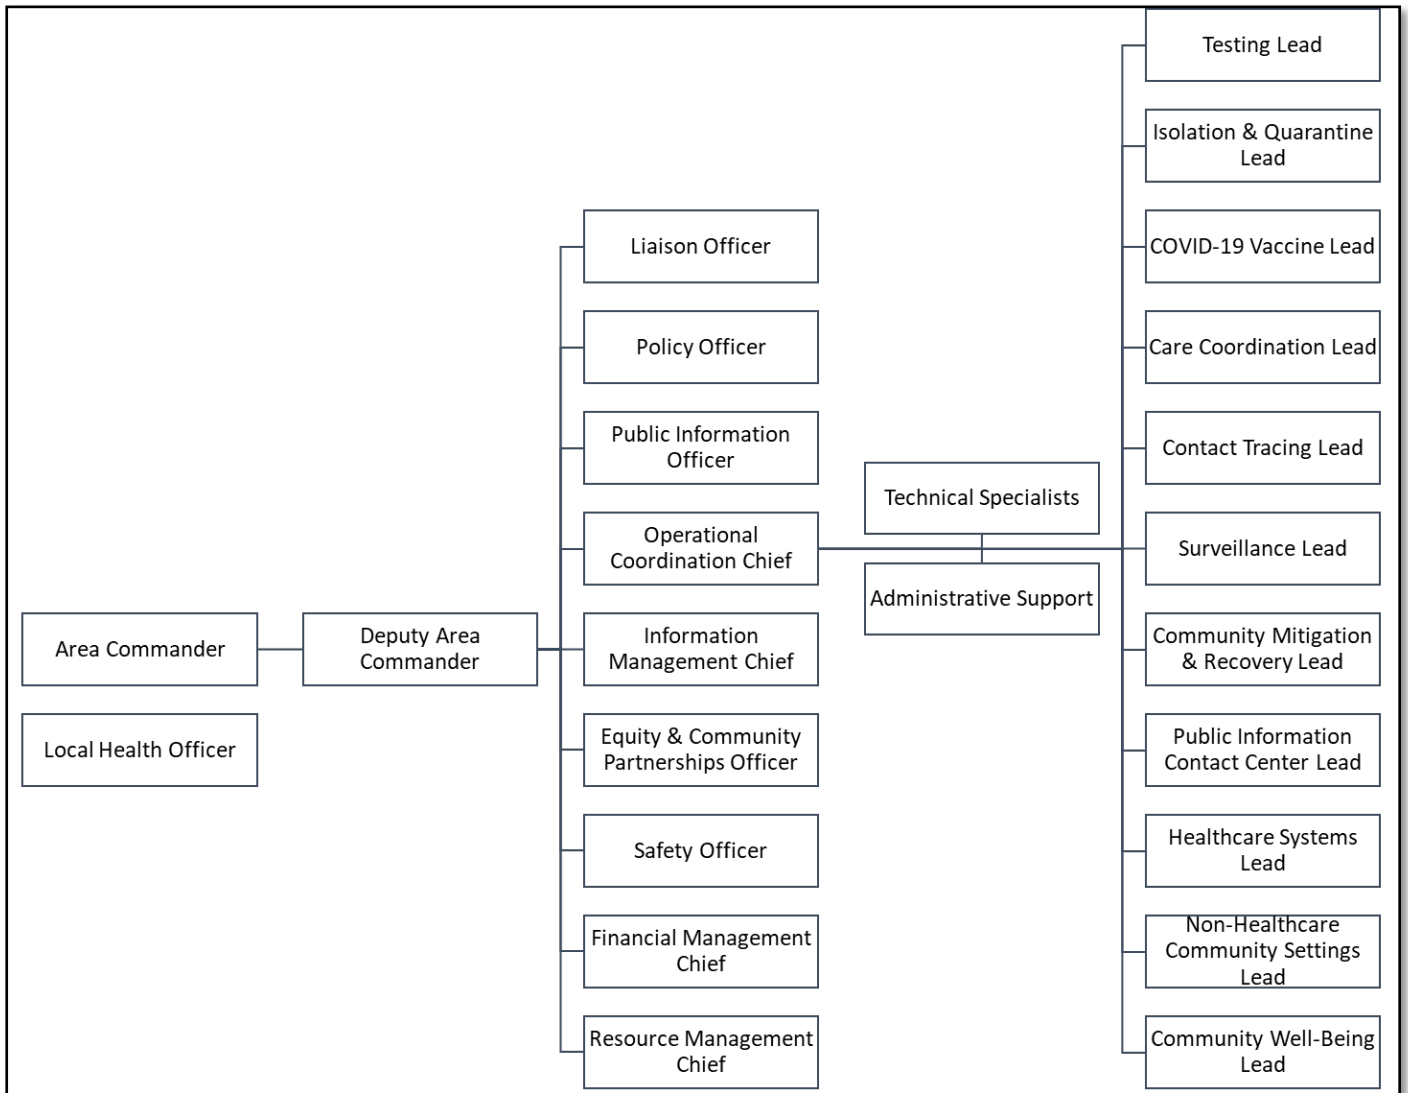 Area Commander
Local Health Officer
Deputy Area
Commander
Liaison Officer
Policy Officer
Public Information
Officer
Operational
Coordination Chief
Information
Management Chief
Equity & Community
Partnerships Officer
Safety Officer
Financial Management
Chief
Resource Management
Chief
Technical Specialists
Administrative Support
Testing Lead
Isolation & Quarantine
Lead
COVID-19 Vaccine Lead
Care Coordination Lead
Contact Tracing Lead
Surveillance Lead
Community Mitigation
& Recovery Lead
Public Information
Contact Center Lead
Healthcare Systems
Lead
Non-Healthcare
Community Settings
Lead
Community Well-Being
Lead